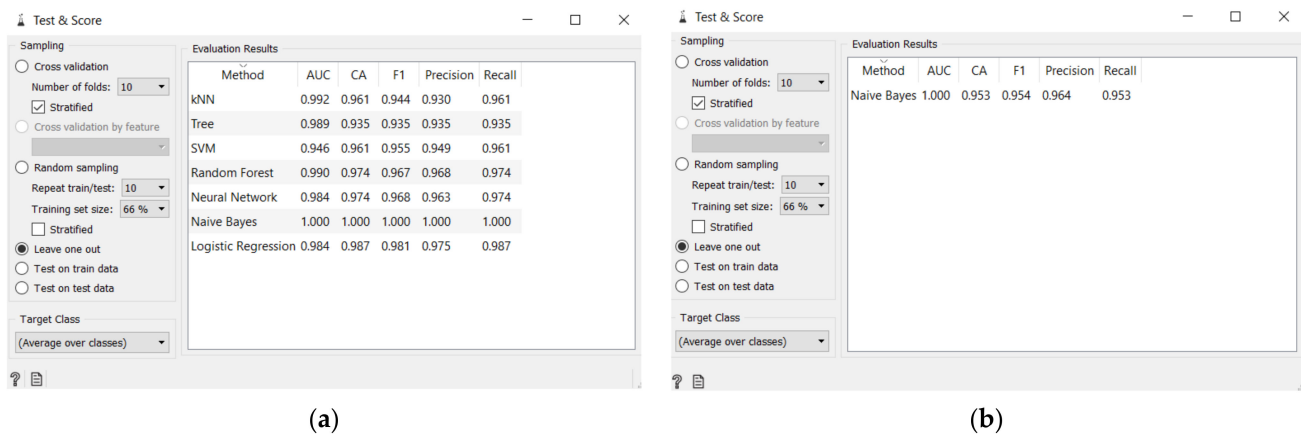 Test & Score
Sampling
Cross validation
Number of folds: 10
Stratified
Cross validation by feature
Random sampling
Repeat train/test: 10
Training set size: 66 %
Stratified
Leave one out
Test on train data
Test on test data
Target Class
(Average over classes)
Evaluation Results
Method AUC CA F1 Precision Recall
kNN 0.992 0.961 0.944 0.930 0.961
Tree 0.989 0.935 0.935 0.935 0.935
SVM 0.946 0.961 0.955 0.949 0.961
Random Forest 0.990 0.974 0.967 0.968 0.974
Neural Network 0.984 0.974 0.968 0.963 0.974
Naive Bayes 1.000 1.000 1.000 1.000 1.000
Logistic Regression 0.984 0.987 0.981 0.975 0.987
?
(a)
Test & Score
Sampling
Cross validation
Number of folds: 10
Stratified
Cross validation by feature
Random sampling
Repeat train/test: 10
Training set size: 66 %
Stratified
Leave one out
Test on train data
Test on test data
Target Class
(Average over classes)
Evaluation Results
Method AUC CA F1 Precision Recall
Naive Bayes 1.000 0.953 0.954 0.964 0.953
?
(b)